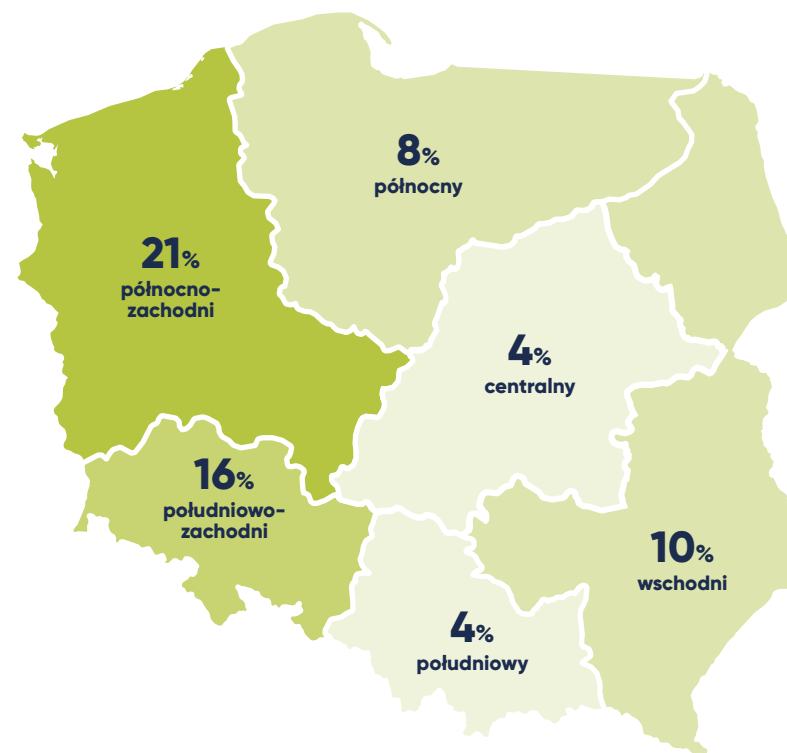 8%
północny
21%
północno-
zachodni
4%
centralny
16%
południowo-
zachodni
10%
wschodni
4%
południowy